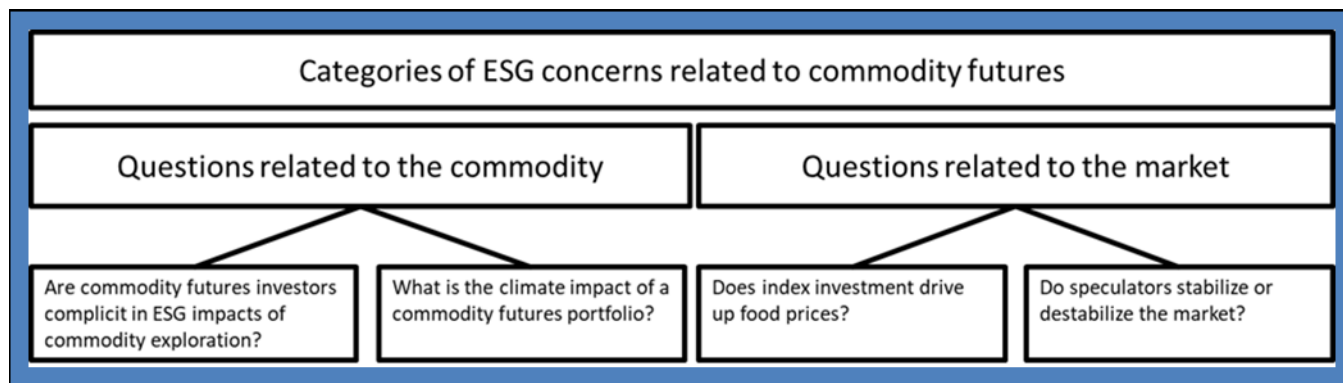 Categories of ESG concerns related to commodity futures
Questions related to the commodity
Questions related to the market
Are commodity futures investors
complicit in ESG impacts of
commodity exploration?
What is the climate impact of a
commodity futures portfolio?
Does index investment drive
up food prices?
Do speculators stabilize or
destabilize the market?